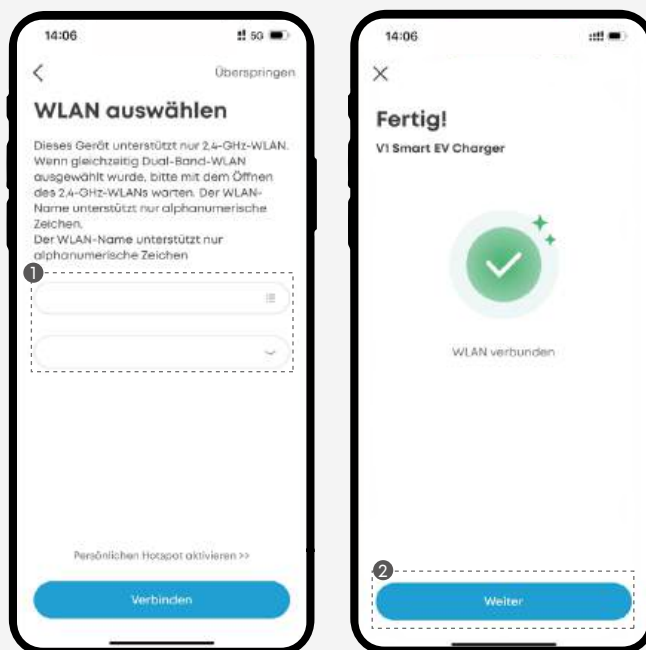 14:06
5G
Überspringen
WLAN auswählen
Dieses Gerät unterstützt nur 2,4-GHz-WLAN.
Wenn gleichzeitig Dual-Band-WLAN
ausgewählt wurde, bitte mit dem Öffnen
des 2,4-GHz-WLANs warten. Der WLAN-
Name unterstützt nur alphanumerische
Zeichen.
Der WLAN-Name unterstützt nur
alphanumerische Zeichen
1
Persönlichen Hotspot aktivieren >>
Verbinden
14:06
Fertig!
V1 Smart EV Charger
WLAN verbunden
2
Weiter